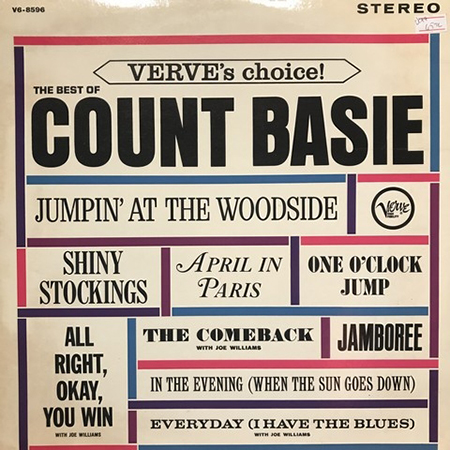 V6-8596
STEREO
VERVE's choice!
THE BEST OF
COUNT BASIE
JUMPIN' AT THE WOODSIDE
Verve
SHINY
STOCKINGS
APRIL IN
PARIS
ONE O'CLOCK
JUMP
ALL
RIGHT,
OKAY,
YOU WIN
WITH JOE WILLIAMS
THE COMEBACK
WITH JOE WILLIAMS
JAMBOREE
IN THE EVENING (WHEN THE SUN GOES DOWN)
EVERYDAY (I HAVE THE BLUES)
WITH JOE WILLIAMS